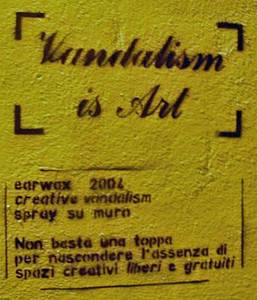 Vandalism
is Art
earwax 2004
creative vandalism
spray su muro
Non basta una toppa
per nascondere l'assenza di
spazi creativi liberi e gratuiti